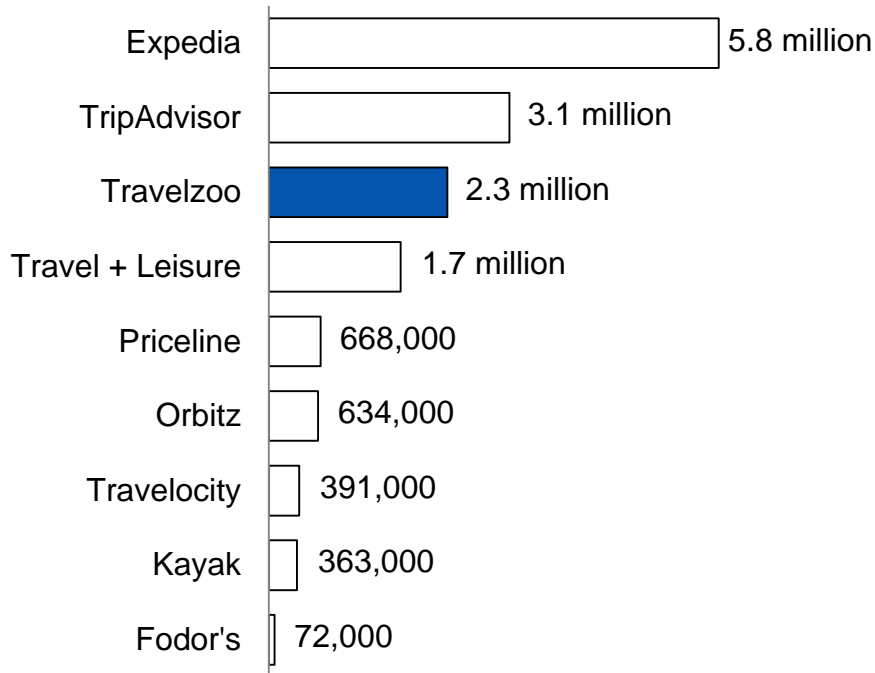 Expedia 5.8 million
TripAdvisor 3.1 million
Travelzoo 2.3 million
Travel + Leisure 1.7 million
Priceline 668,000
Orbitz 634,000
Travelocity 391,000
Kayak 363,000
Fodor's 72,000